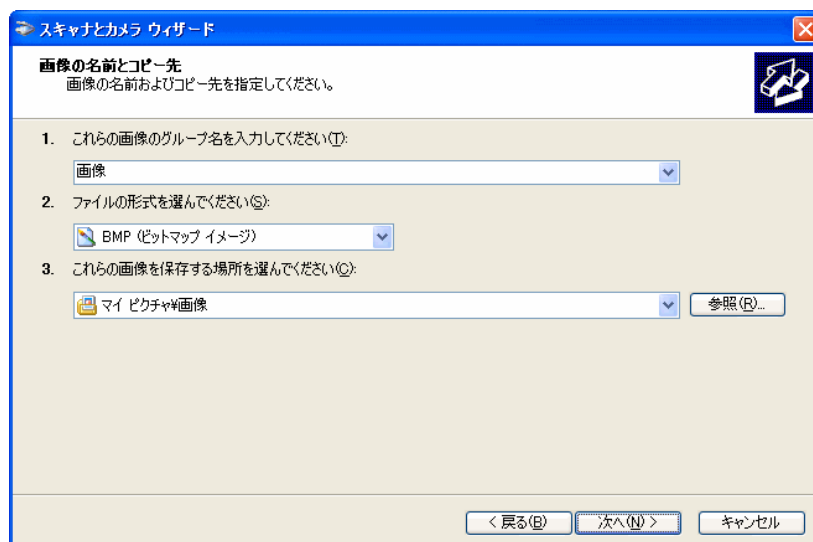 スキャナとカメラ ウィザード
画像の名前とコピー先
画像の名前およびコピー先を指定してください。
1. これらの画像のグループ名を入力してください(T):
画像
2. ファイルの形式を選んでください(S):
BMP (ビットマップ イメージ)
3. これらの画像を保存する場所を選んでください(C):
マイ ピクチャ¥画像 参照(R)...
< 戻る(B) 次へ(N) > キャンセル